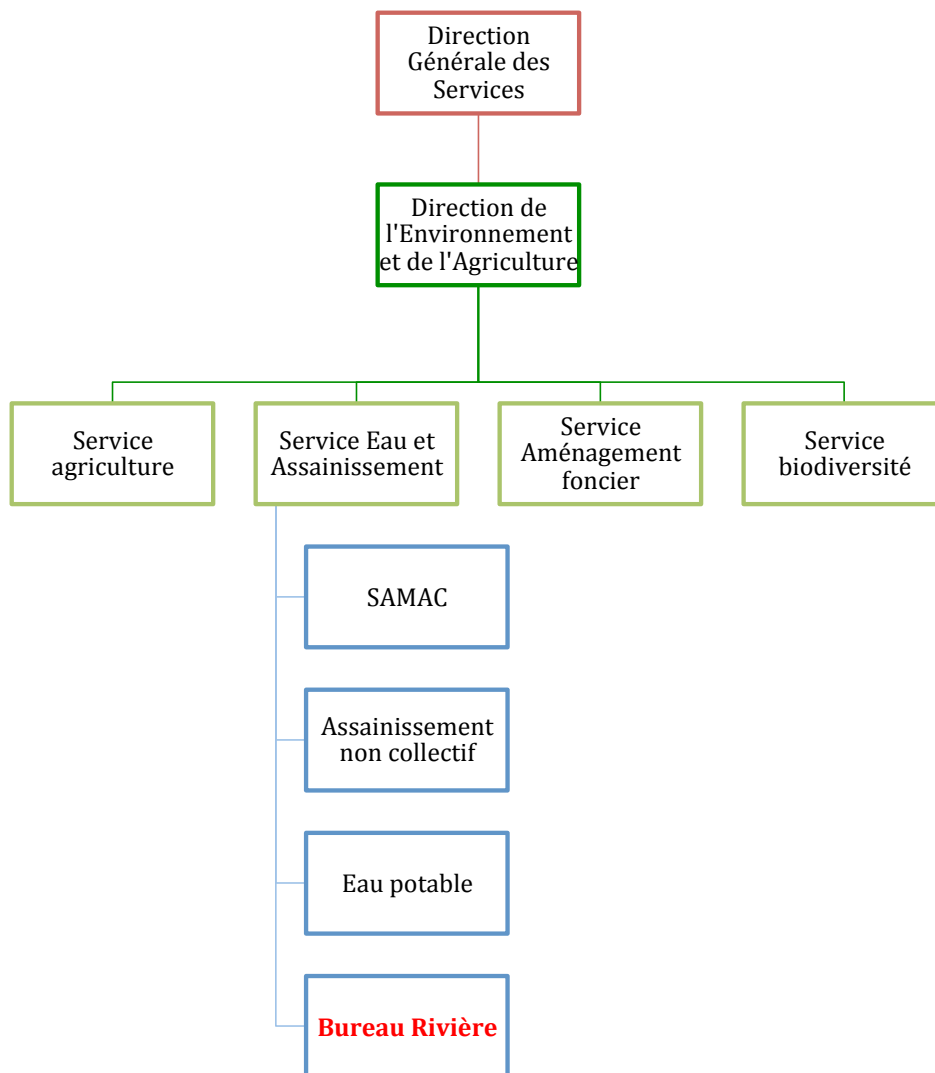 Direction
Générale des
Services
Direction de
l'Environnement
et de l'Agriculture
Service
agriculture
Service Eau et
Assainissement
Service
Aménagement
foncier
Service
biodiversité
SAMAC
Assainissement
non collectif
Eau potable
Bureau Rivière